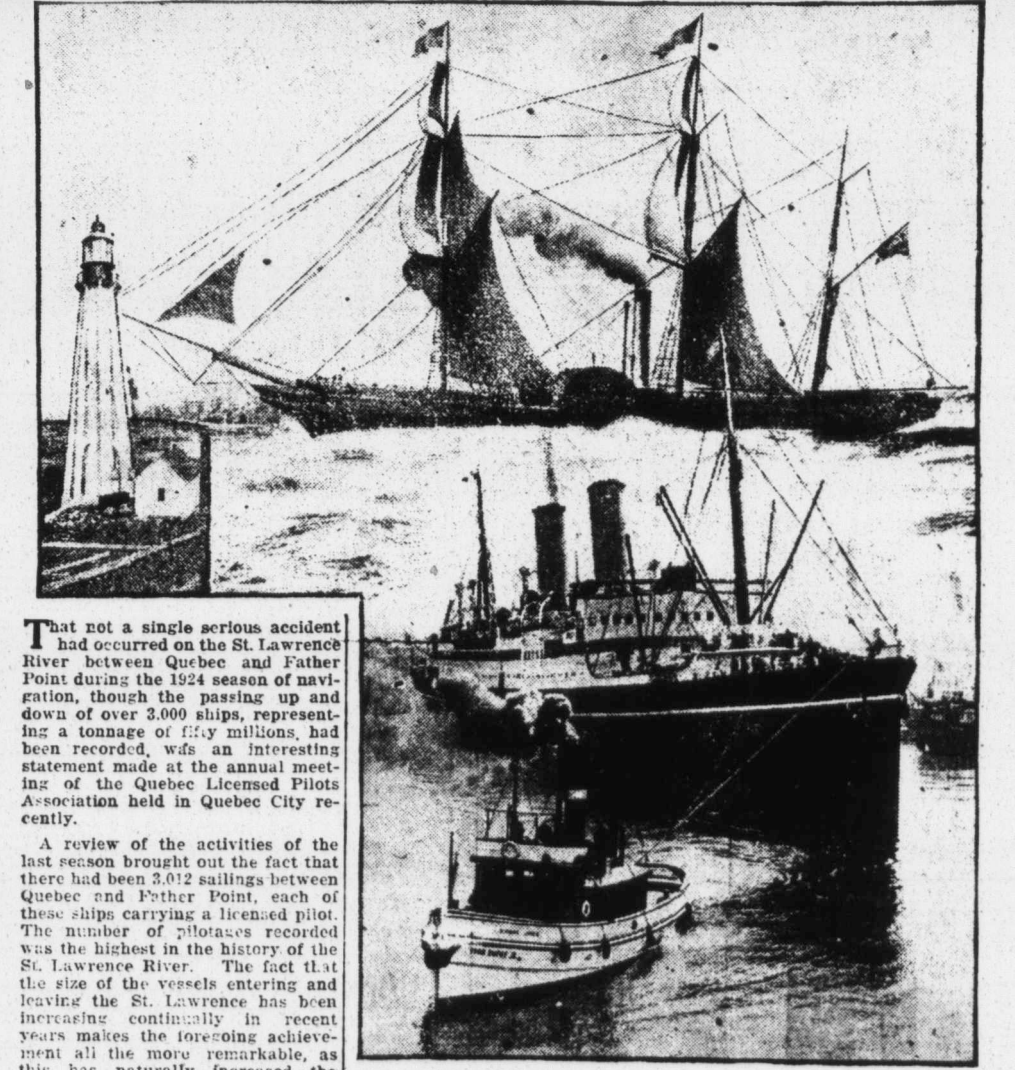 That not a single serious accident
had occurred on the St. Lawrence
River between Quebec and Father
Point during the 1924 season of navi-
gation, though the passing up and
down of over 3.000 ships, represent-
ing a tonnage of fifty millions, had
been recorded, was an interesting
statement made at the annual meet-
ing of the Quebec Licensed Pilots
Association held in Quebec City re-
cently.
A review of the activities of the
last season brought out the fact that
there had been 3.012 sailings between
Quebec and Father Point, each of
these ships carrying a licensed pilot.
The number of pilotages recorded
was the highest in the history of the
St. Lawrence River. The fact that
the size of the vessels entering and
leaving the St. Lawrence has been
increasing continually in recent
years makes the foregoing achieve-
ment all the more remarkable, as
this has naturally increased the